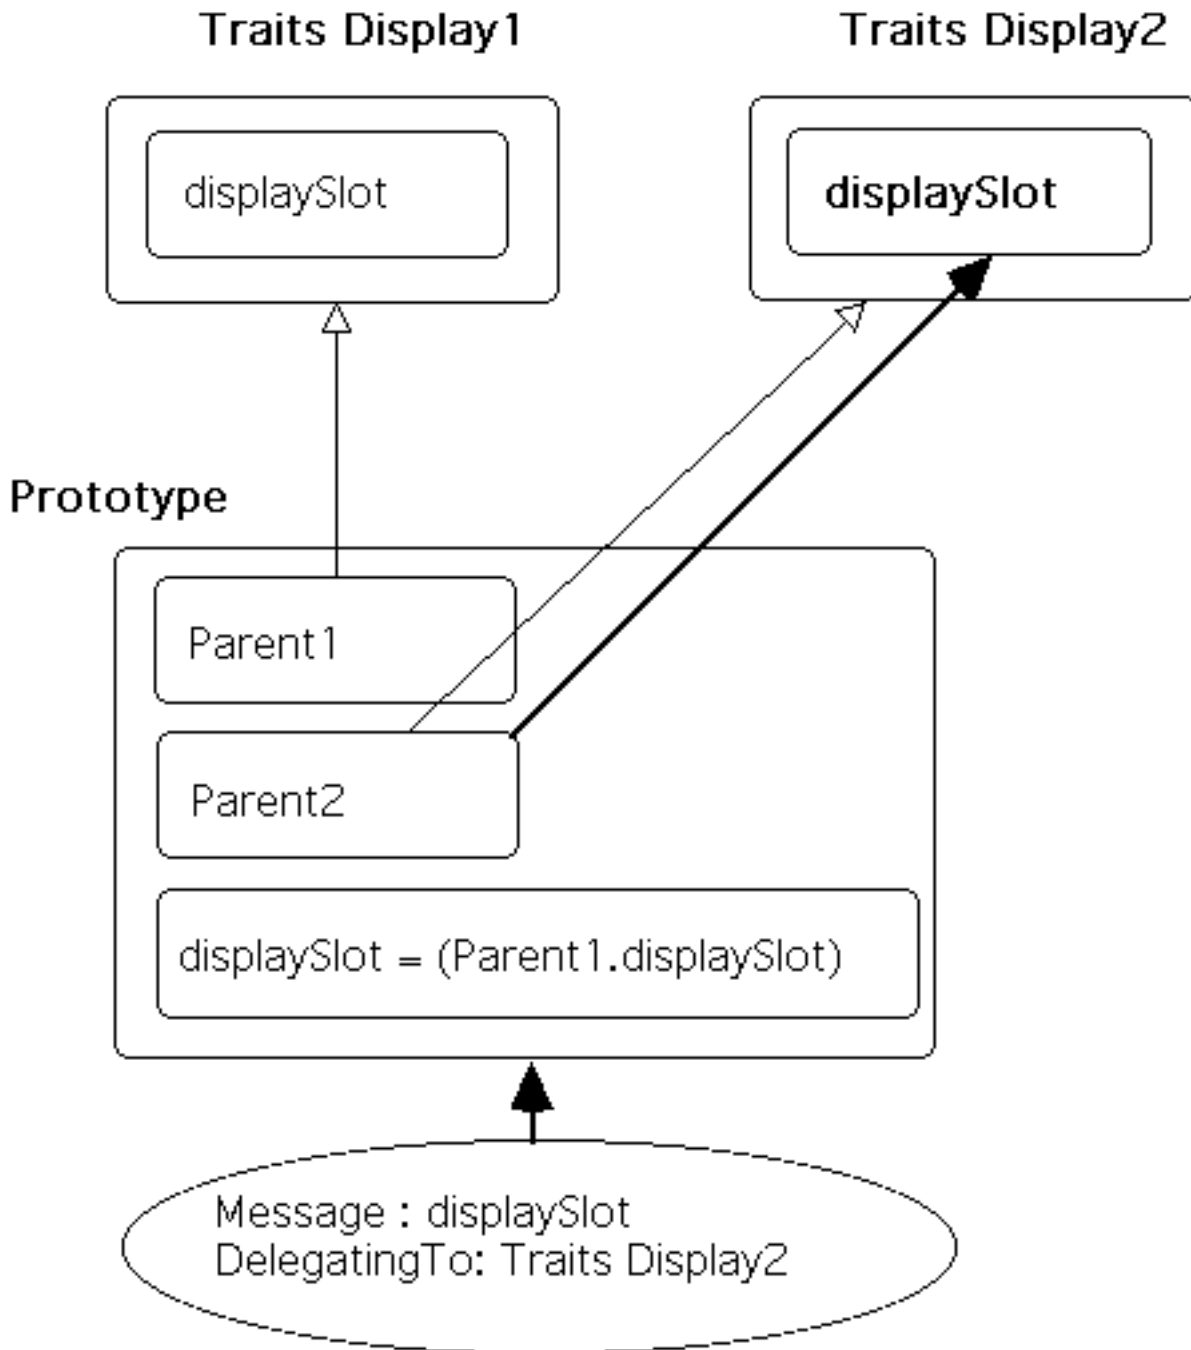 Traits Display1
Traits Display2
displaySlot
displaySlot
Prototype
Parent1
Parent2
displaySlot = (Parent1.displaySlot)
Message : displaySlot
DelegatingTo: Traits Display2